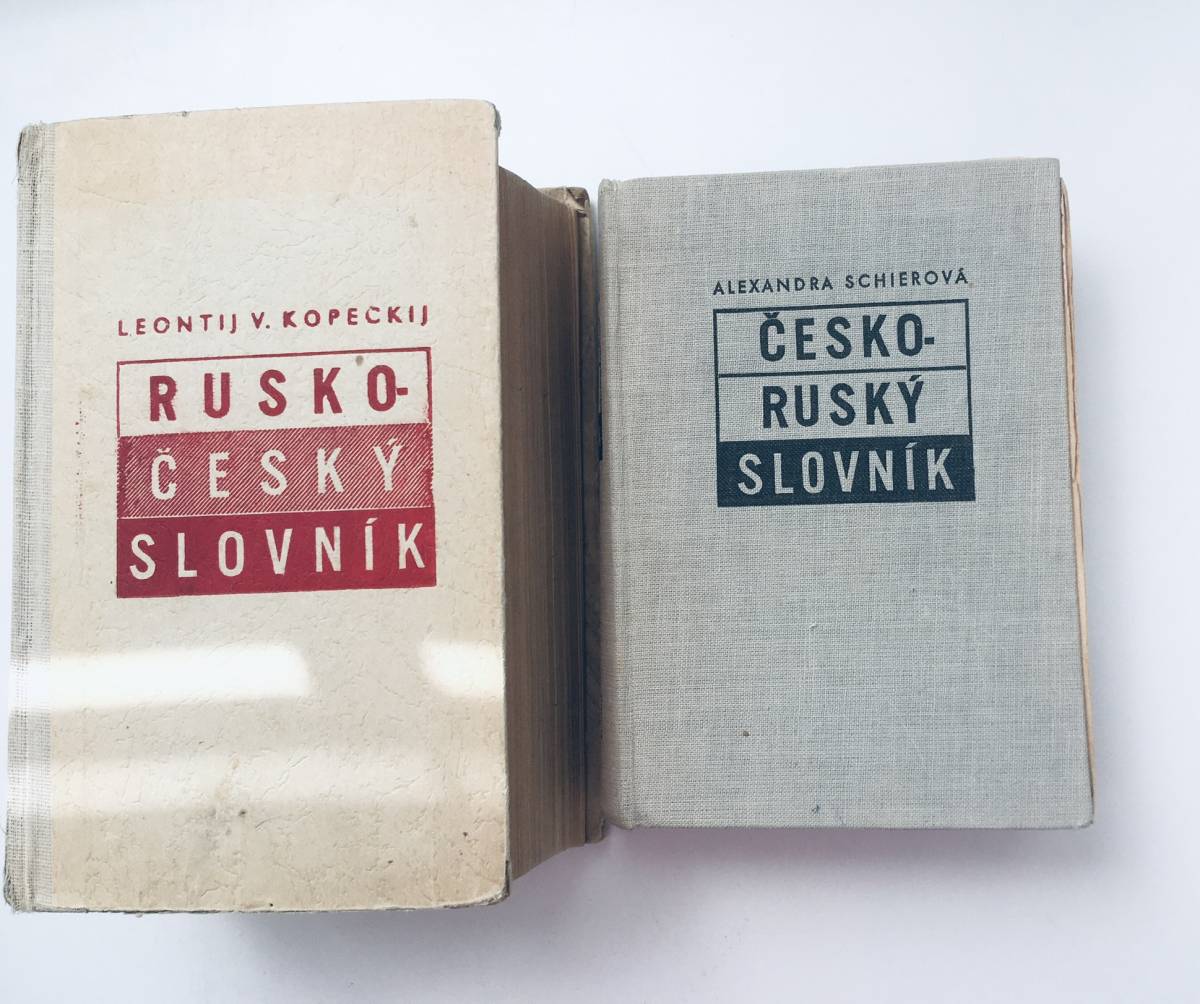 LEONTIJ V. KOPECKIJ
RUSKO-
ČESKÝ
SLOVNÍK
ALEXANDRA SCHIEROVÁ
ČESKO-
RUSKÝ
SLOVNÍK